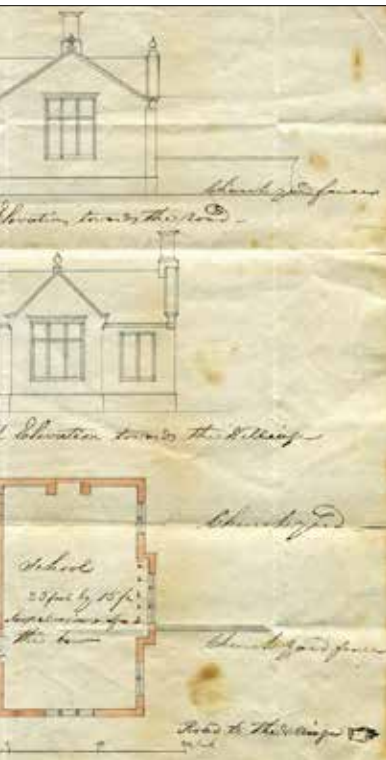 Church yard fence
Elevation towards the road
Elevation towards the Village
Church yard
School
23 feet by 15 feet
the
Church yard fence
Road to the Village